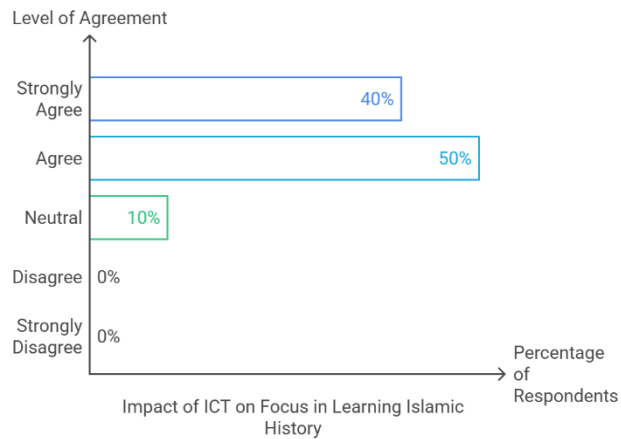 Level of Agreement
Strongly
Agree
40%
Agree
50%
Neutral
10%
Disagree
0%
Strongly
Disagree
0%
Percentage
of
Respondents
Impact of ICT on Focus in Learning Islamic
History